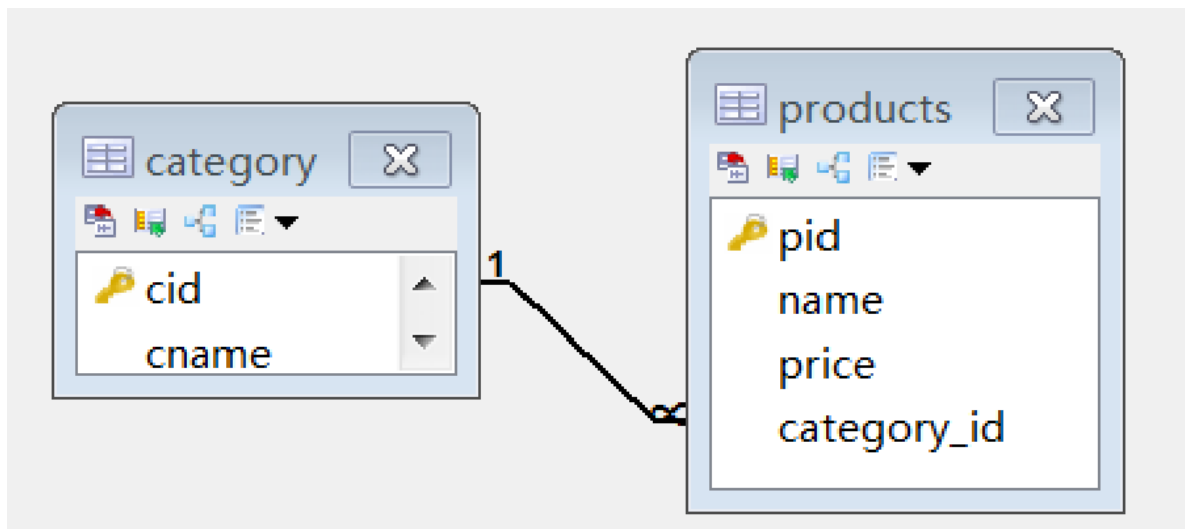 category
cid
cname
1
∞
products
pid
name
price
category_id